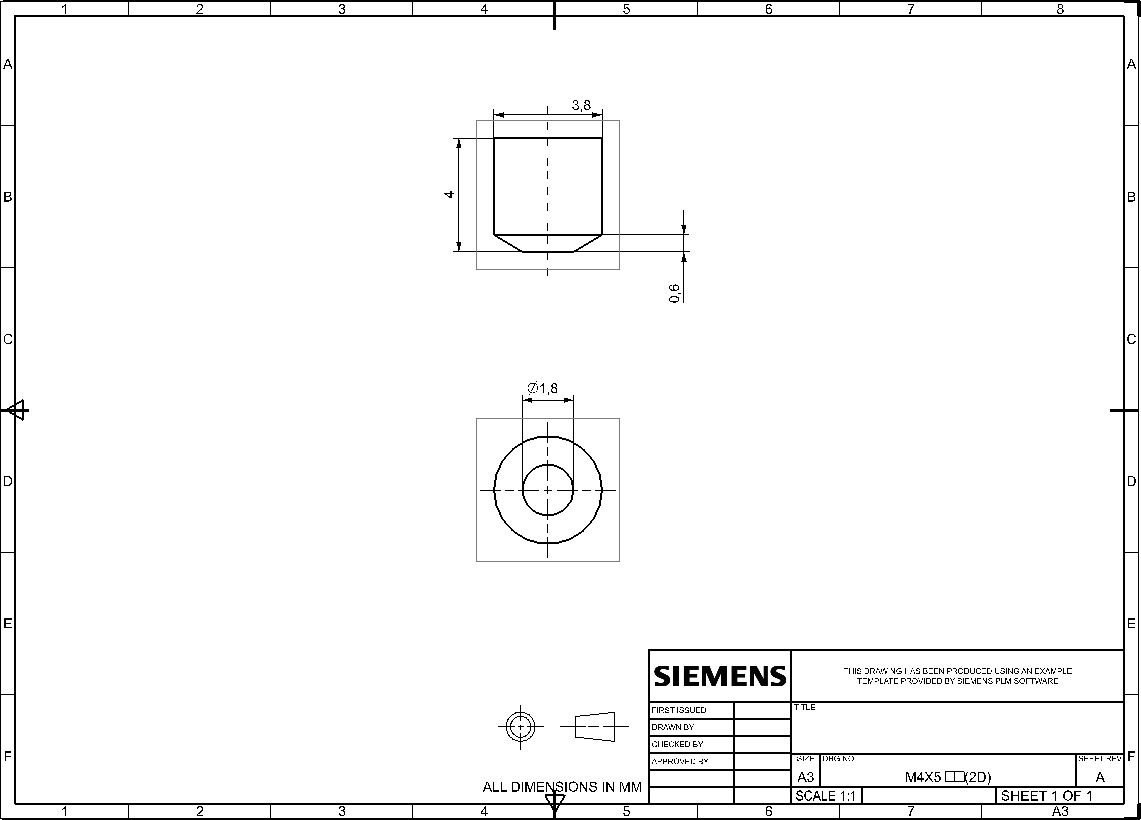 1 2 3 4 5 6 7 8
A A
3,8
4
B B
0,6
C C
Ø1,8
D D
E E
SIEMENS
THIS DRAWING HAS BEEN PRODUCED USING AN EXAMPLE
TEMPLATE PROVIDED BY SIEMENS PLM SOFTWARE
FIRST ISSUED
TITLE
DRAWN BY
CHECKED BY
APPROVED BY
F F
SIZE DRG NO. SHEET REV
A3 M4X5 □□(2D) A
ALL DIMENSIONS IN MM
SCALE 1:1 SHEET 1 OF 1
1 2 3 4 5 6 7 A3